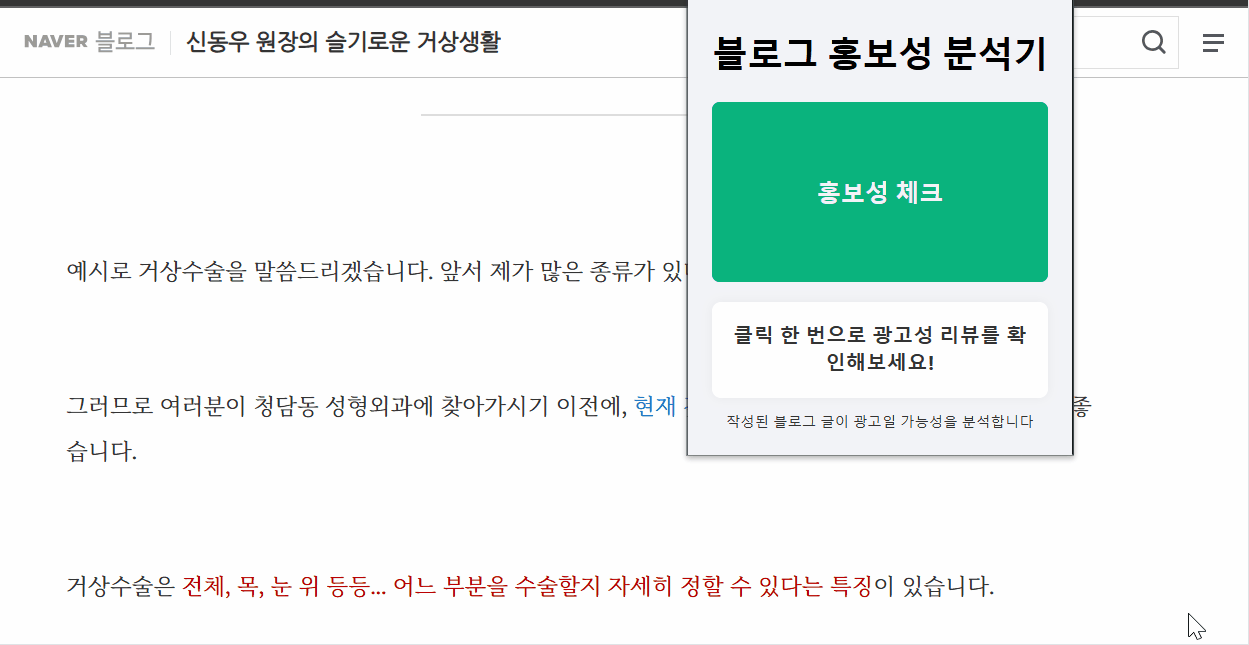 NAVER 블로그 신동우 원장의 슬기로운 거상생활
블로그 홍보성 분석기
홍보성 체크
클릭 한 번으로 광고성 리뷰를 확
인해보세요!
작성된 블로그 글이 광고일 가능성을 분석합니다
예시로 거상수술을 말씀드리겠습니다. 앞서 제가 많은 종류가
그러므로 여러분이 청담동 성형외과에 찾아가시기 이전에, 현재 좋
습니다.
거상수술은 전체, 목, 눈 위 등등... 어느 부분을 수술할지 자세히 정할 수 있다는 특징이 있습니다.